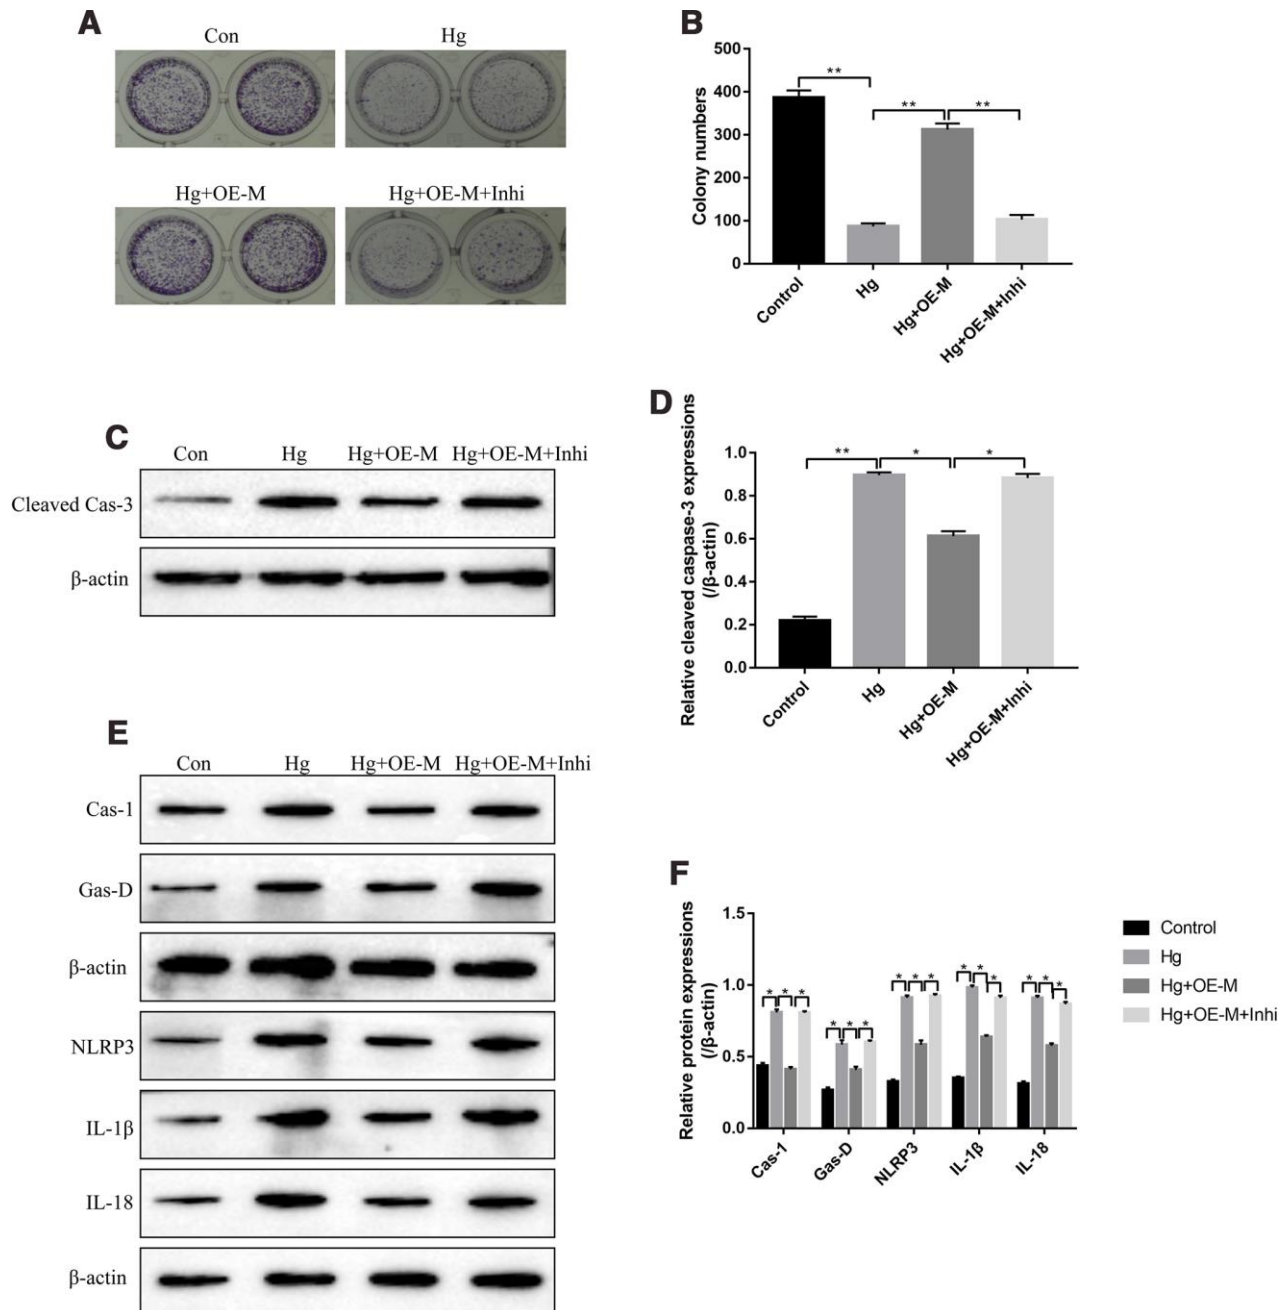 A
Con
Hg
Hg+OE-M
Hg+OE-M+Inhi
B
Colony numbers
500
400
300
200
100
0
**
**
**
Control
Hg
Hg+OE-M
Hg+OE-M+Inhi
C
Con
Hg
Hg+OE-M
Hg+OE-M+Inhi
Cleaved Cas-3
β-actin
D
Relative cleaved caspase-3 expressions
(/β-actin)
1.0
0.8
0.6
0.4
0.2
0.0
**
*
*
Control
Hg
Hg+OE-M
Hg+OE-M+Inhi
E
Con
Hg
Hg+OE-M
Hg+OE-M+Inhi
Cas-1
Gas-D
β-actin
NLRP3
IL-1β
IL-18
β-actin
F
Relative protein expressions
(/β-actin)
1.5
1.0
0.5
0.0
* * *
* * *
* * *
* * *
* * *
Cas-1
Gas-D
NLRP3
IL-1β
IL-18
Control
Hg
Hg+OE-M
Hg+OE-M+Inhi